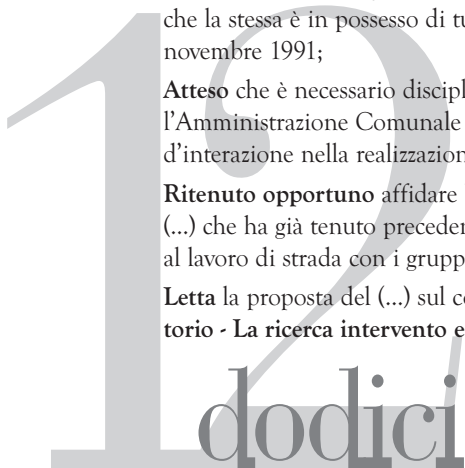 che la stessa è in possesso di tu
novembre 1991;
Atteso che è necessario discipl
l'Amministrazione Comunale
d'interazione nella realizzazion
Ritenuto opportuno affidare
(...) che ha già tenuto preceden
al lavoro di strada con i grupp
Letta la proposta del (...) sul co
torio - La ricerca intervento e
12
dodici